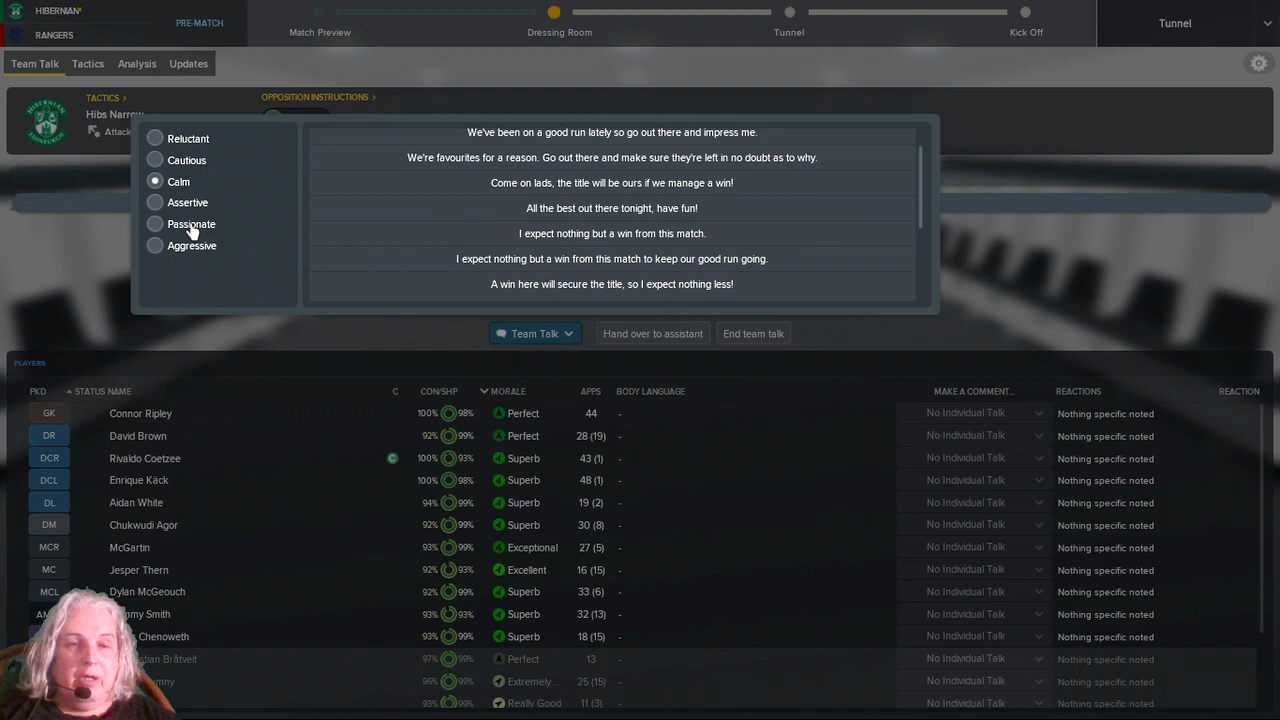 HIBERNIAN*
RANGERS
PRE-MATCH
Match Preview
Dressing Room
Tunnel
Kick Off
Tunnel
Team Talk
Tactics
Analysis
Updates
HIBERNIAN
EDINBURGH
TACTICS >
Hibs Narrow
Attack
OPPOSITION INSTRUCTIONS >
Reluctant
Cautious
Calm
Assertive
Passionate
Aggressive
We've been on a good run lately so go out there and impress me.
We're favourites for a reason. Go out there and make sure they're left in no doubt as to why.
Come on lads, the title will be ours if we manage a win!
All the best out there tonight, have fun!
I expect nothing but a win from this match.
I expect nothing but a win from this match to keep our good run going.
A win here will secure the title, so I expect nothing less!
Team Talk
Hand over to assistant
End team talk
PLAYERS
PKD STATUS NAME C CON/SHP MORALE APPS BODY LANGUAGE MAKE A COMMENT... REACTIONS REACTION
GK Connor Ripley 100% 98% Perfect 44 - No Individual Talk Nothing specific noted
DR David Brown 92% 99% Perfect 28 (19) - No Individual Talk Nothing specific noted
DCR Rivaldo Coetzee C 100% 93% Superb 43 (1) - No Individual Talk Nothing specific noted
DCL Enrique Käck 100% 98% Superb 48 (1) - No Individual Talk Nothing specific noted
DL Aidan White 94% 99% Superb 19 (2) - No Individual Talk Nothing specific noted
DM Chukwudi Agor 92% 99% Superb 30 (8) - No Individual Talk Nothing specific noted
MCR McGartin 93% 99% Exceptional 27 (5) - No Individual Talk Nothing specific noted
MC Jesper Thern 92% 93% Excellent 16 (15) - No Individual Talk Nothing specific noted
MCL Dylan McGeouch 92% 99% Superb 33 (6) - No Individual Talk Nothing specific noted
Smith 93% 93% Superb 32 (13) - No Individual Talk Nothing specific noted
Chenoweth 93% 99% Superb 18 (15) - No Individual Talk Nothing specific noted
Bråtveit 97% 99% Perfect 13 - No Individual Talk Nothing specific noted
96% 99% Extremely... 25 (15) - No Individual Talk Nothing specific noted
93% 99% Really Good 11 (3) - No Individual Talk Nothing specific noted